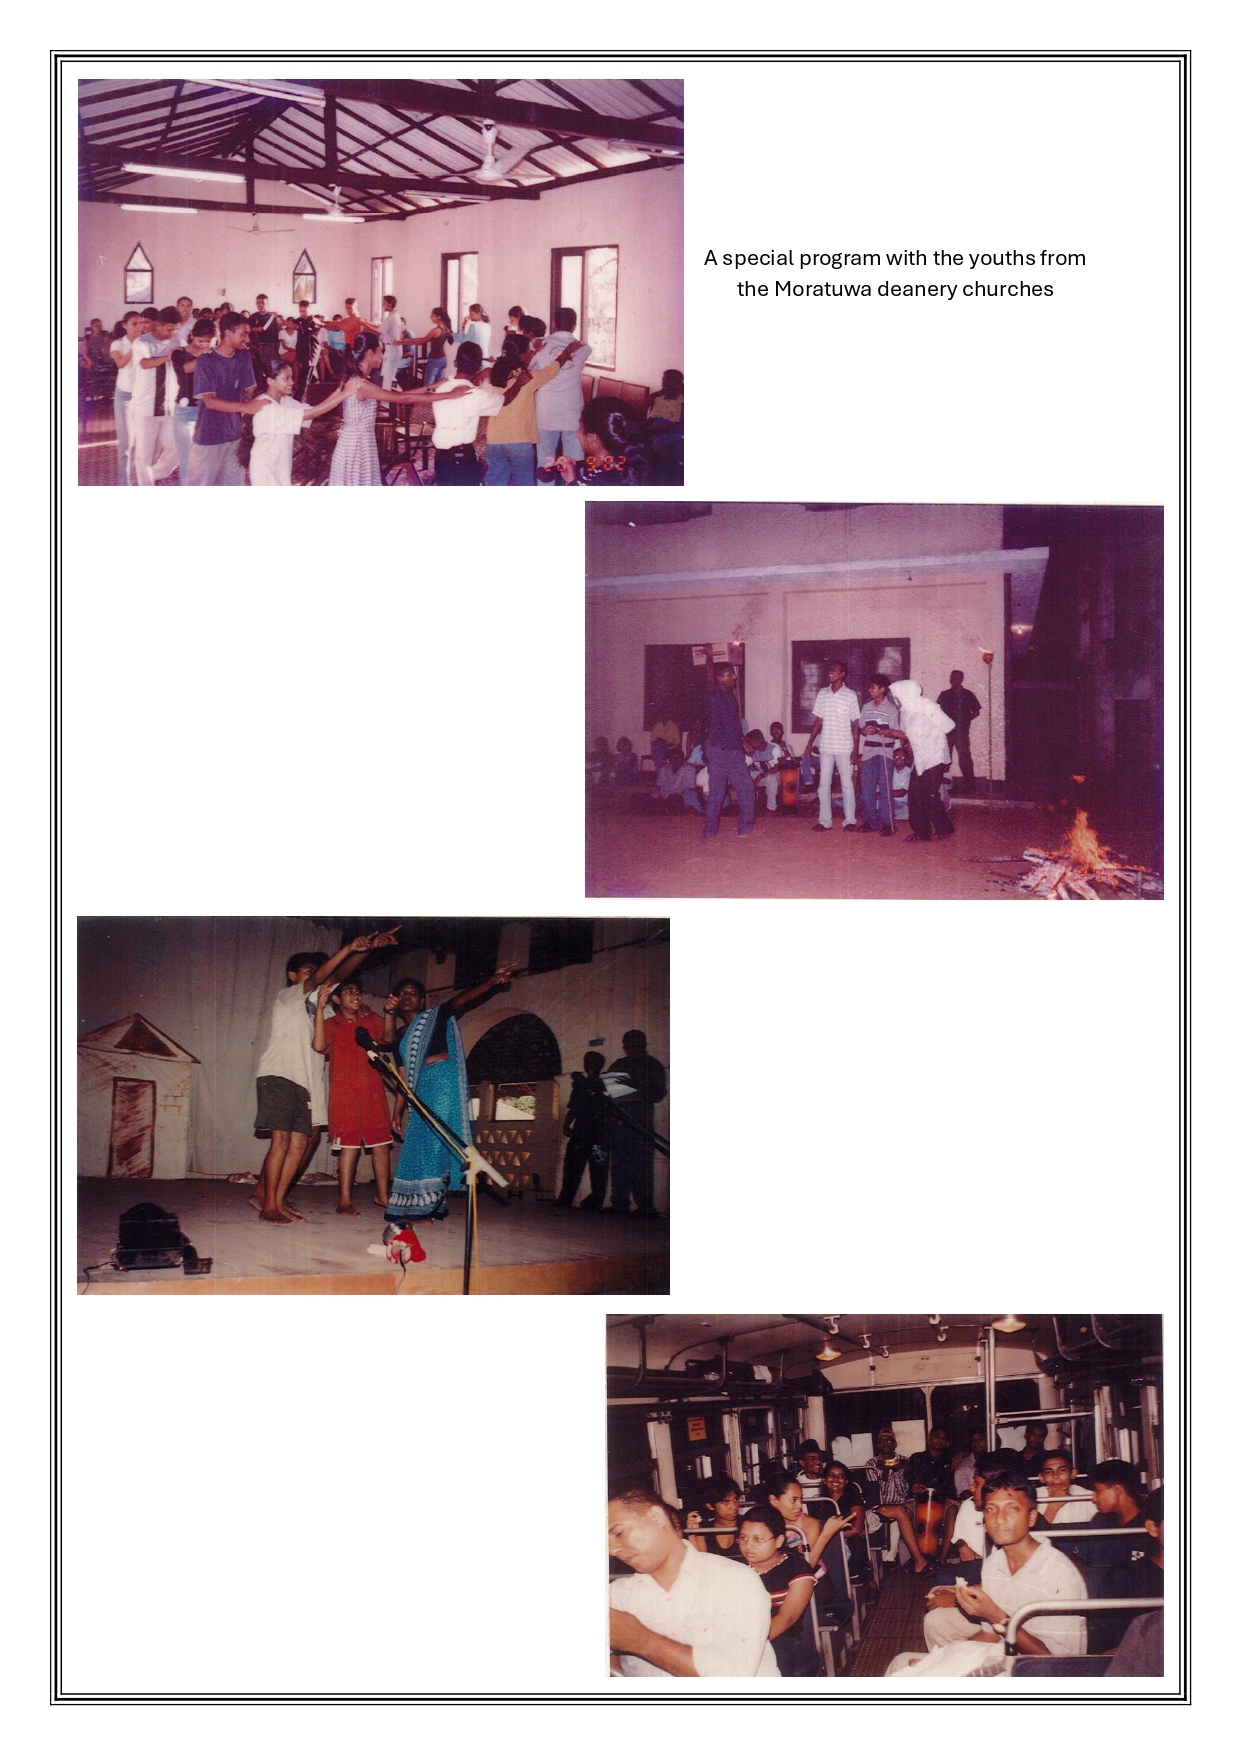 A special program with the youths from
the Moratuwa deanery churches